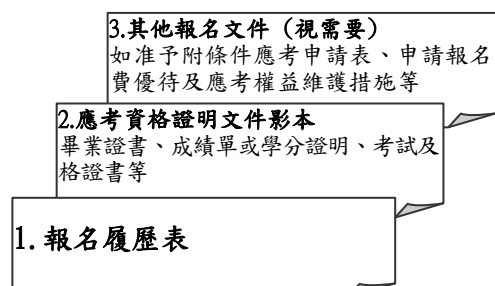 3.其他報名文件（視需要）
如准予附條件應考申請表、申請報名
費優待及應考權益維護措施等
2.應考資格證明文件影本
畢業證書、成績單或學分證明、考試及
格證書等
1.報名履歷表